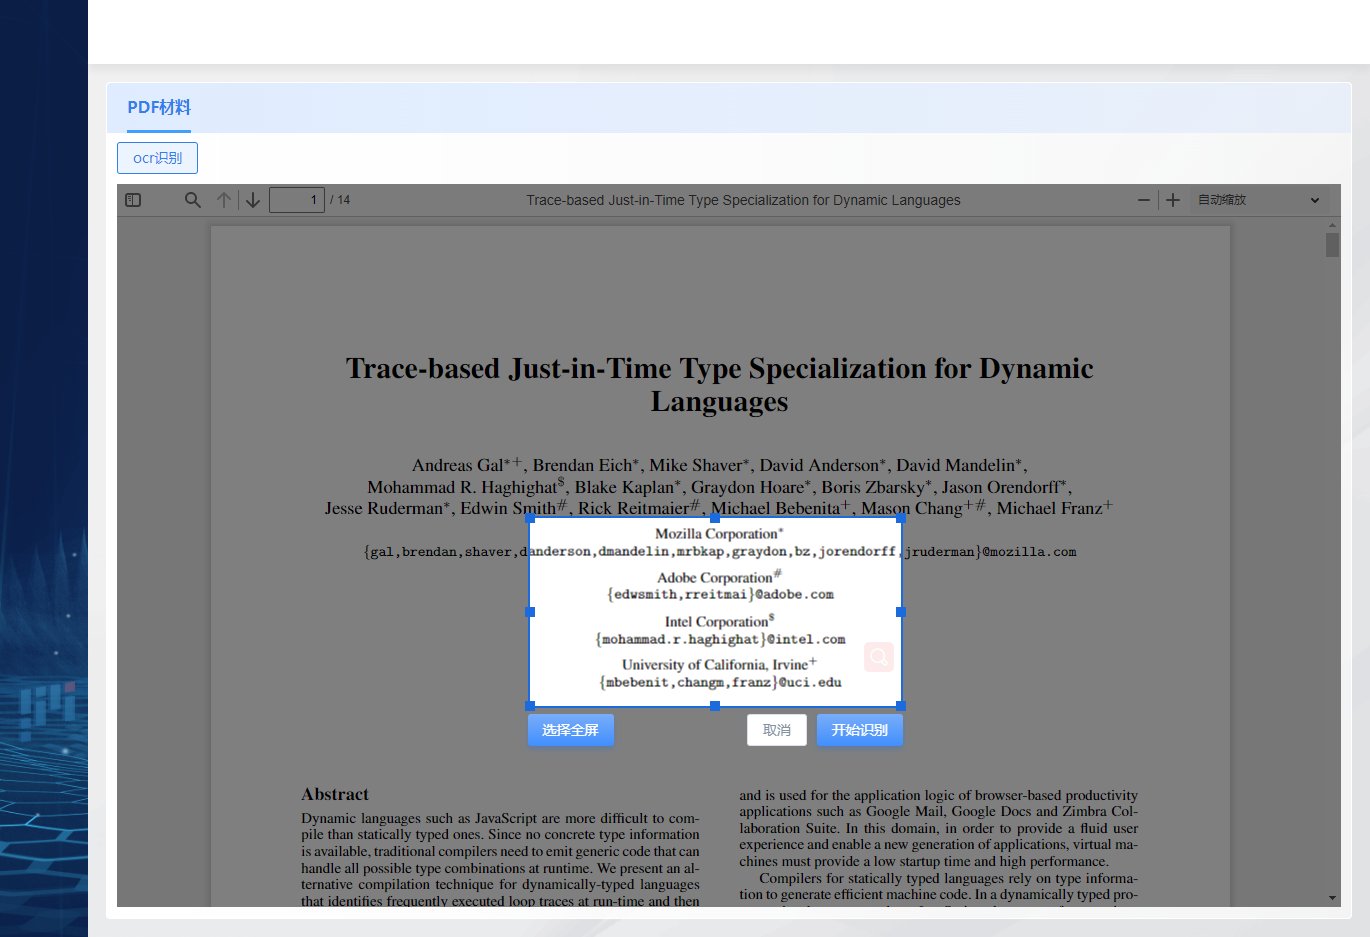 PDF材料
ocr识别
1 / 14
Trace-based Just-in-Time Type Specialization for Dynamic Languages
自动缩放
Trace-based Just-in-Time Type Specialization for Dynamic
Languages
Andreas Gal*+, Brendan Eich*, Mike Shaver*, David Anderson*, David Mandelin*,
Mohammad R. Haghighat$, Blake Kaplan*, Graydon Hoare*, Boris Zbarsky*, Jason Orendorff*,
Jesse Ruderman*, Edwin Smith#, Rick Reitmaier#, Michael Bebenita+, Mason Chang+#, Michael Franz+
Mozilla Corporation*
{gal,brendan,shaver,danderson,dmandelin,mrbkap,graydon,bz,jorendorff,jruderman}@mozilla.com
Adobe Corporation#
{edwsmith,rreitmai}@adobe.com
Intel Corporation$
{mohammad.r.haghighat}@intel.com
University of California, Irvine+
{mbebenit,changm,franz}@uci.edu
选择全屏
取消
开始识别
Abstract
Dynamic languages such as JavaScript are more difficult to com-
pile than statically typed ones. Since no concrete type information
is available, traditional compilers need to emit generic code that can
handle all possible type combinations at runtime. We present an al-
ternative compilation technique for dynamically-typed languages
that identifies frequently executed loop traces at run-time and then
and is used for the application logic of browser-based productivity
applications such as Google Mail, Google Docs and Zimbra Col-
laboration Suite. In this domain, in order to provide a fluid user
experience and enable a new generation of applications, virtual ma-
chines must provide a low startup time and high performance.
Compilers for statically typed languages rely on type informa-
tion to generate efficient machine code. In a dynamically typed pro-